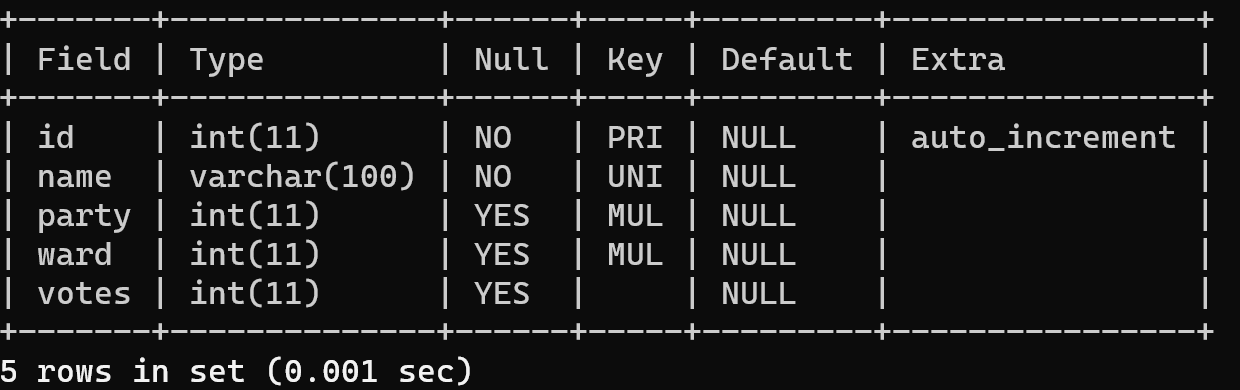 +-------+--------------+------+-----+---------+----------------+
| Field | Type         | Null | Key | Default | Extra          |
+-------+--------------+------+-----+---------+----------------+
| id    | int(11)      | NO   | PRI | NULL    | auto_increment |
| name  | varchar(100) | NO   | UNI | NULL    |                |
| party | int(11)      | YES  | MUL | NULL    |                |
| ward  | int(11)      | YES  | MUL | NULL    |                |
| votes | int(11)      | YES  |     | NULL    |                |
+-------+--------------+------+-----+---------+----------------+
5 rows in set (0.001 sec)